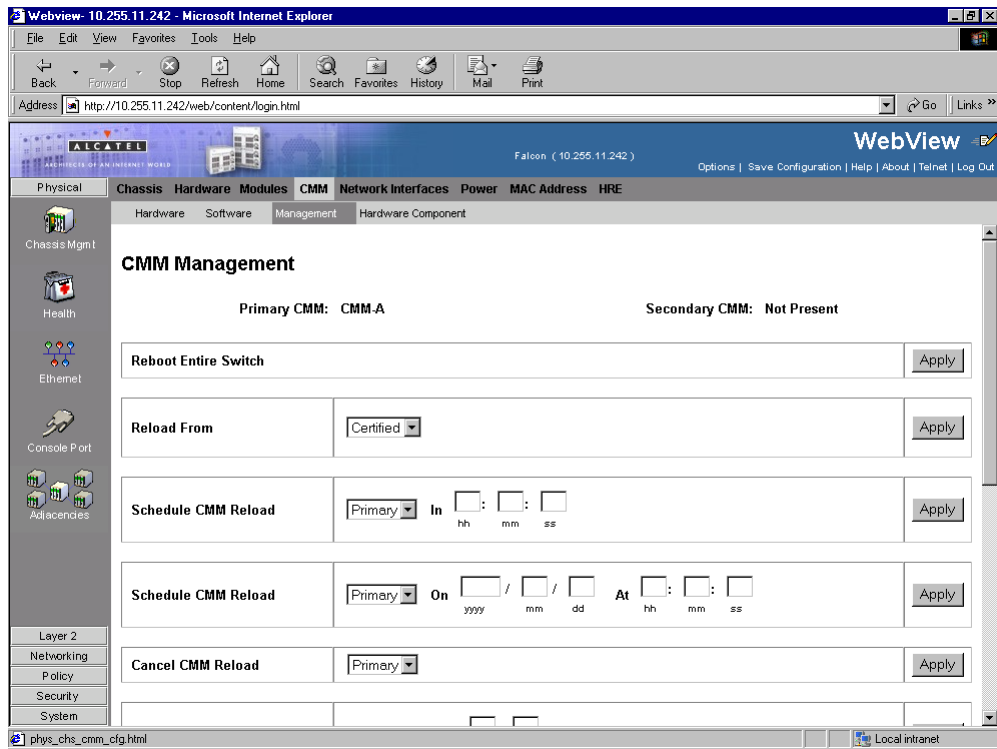 Webview- 10.255.11.242 - Microsoft Internet Explorer
File Edit View Favorites Tools Help
Back Forward Stop Refresh Home Search Favorites History Mail Print
Address http://10.255.11.242/web/content/login.html Go Links »
ALCATEL
ARCHITECTS OF AN INTERNET WORLD
Falcon ( 10.255.11.242 )
WebView
Options | Save Configuration | Help | About | Telnet | Log Out
Physical
Chassis Hardware Modules CMM Network Interfaces Power MAC Address HRE
Hardware Software Management Hardware Component
Chassis Mgmt
Health
Ethernet
Console Port
Adjacencies
Layer 2
Networking
Policy
Security
System
CMM Management
Primary CMM: CMM-A Secondary CMM: Not Present
Reboot Entire Switch Apply
Reload From Certified Apply
Schedule CMM Reload Primary In : : Apply
hh mm ss
Schedule CMM Reload Primary On / / At : : Apply
yyyy mm dd hh mm ss
Cancel CMM Reload Primary Apply
phys_chs_cmm_cfg.html Local intranet